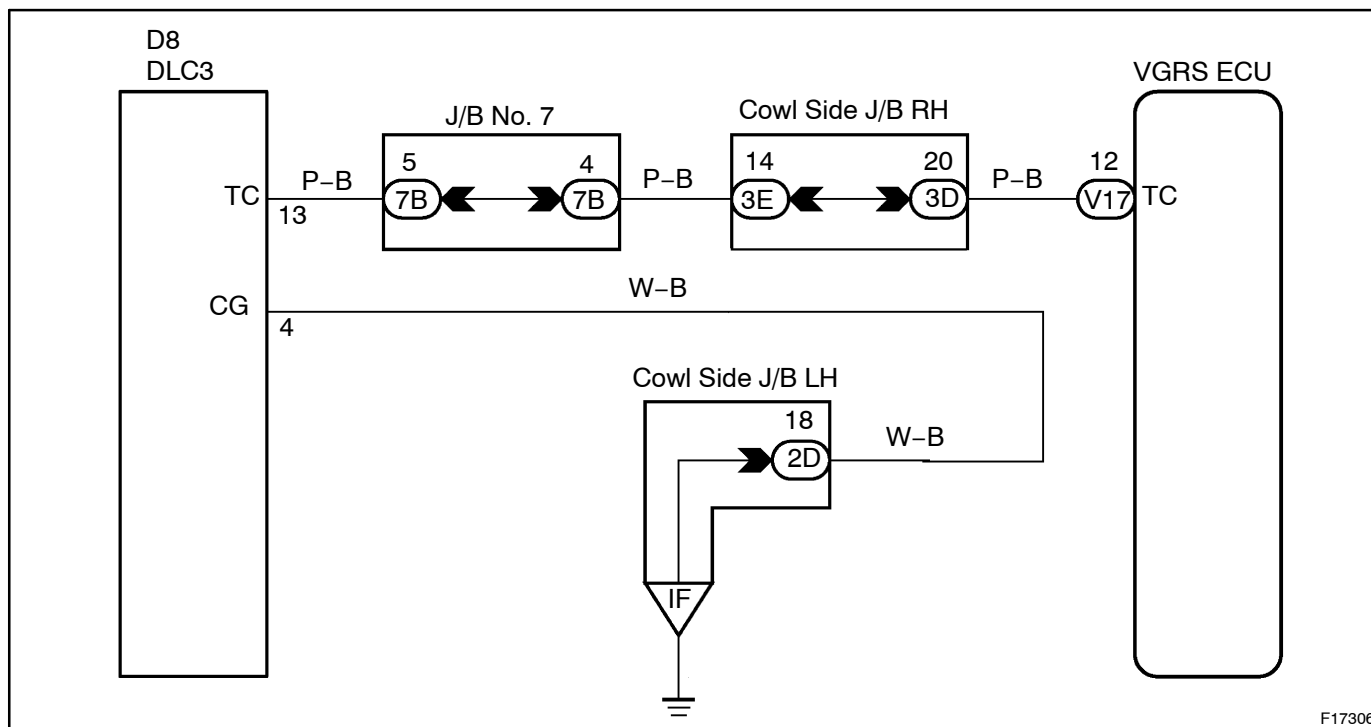 D8
DLC3
VGRS ECU
J/B No. 7
Cowl Side J/B RH
5
4
14
20
12
TC
P−B
7B
7B
P−B
3E
3D
P−B
V17
TC
13
CG
W−B
4
Cowl Side J/B LH
18
2D
W−B
IF
F17306